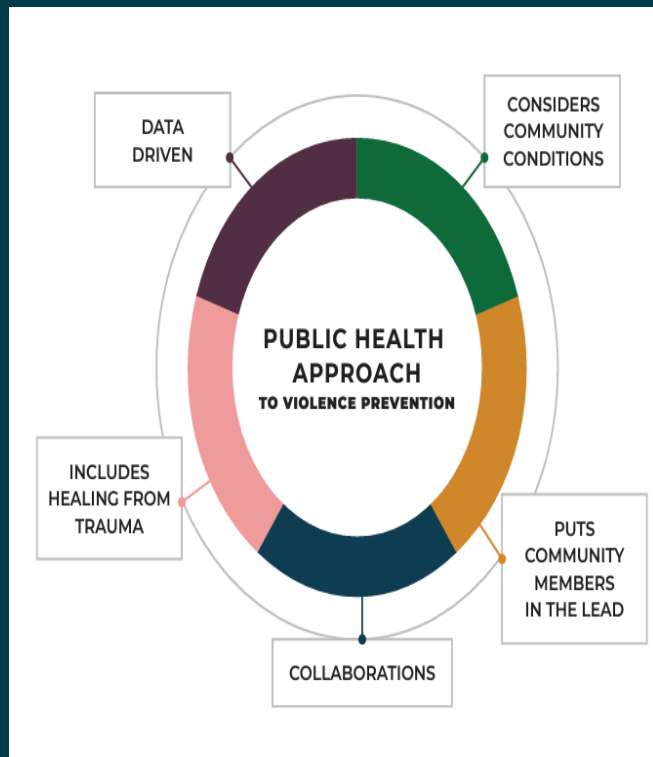 DATA
DRIVEN
CONSIDERS
COMMUNITY
CONDITIONS
PUBLIC HEALTH
APPROACH
TO VIOLENCE PREVENTION
INCLUDES
HEALING FROM
TRAUMA
PUTS
COMMUNITY
MEMBERS
IN THE LEAD
COLLABORATIONS